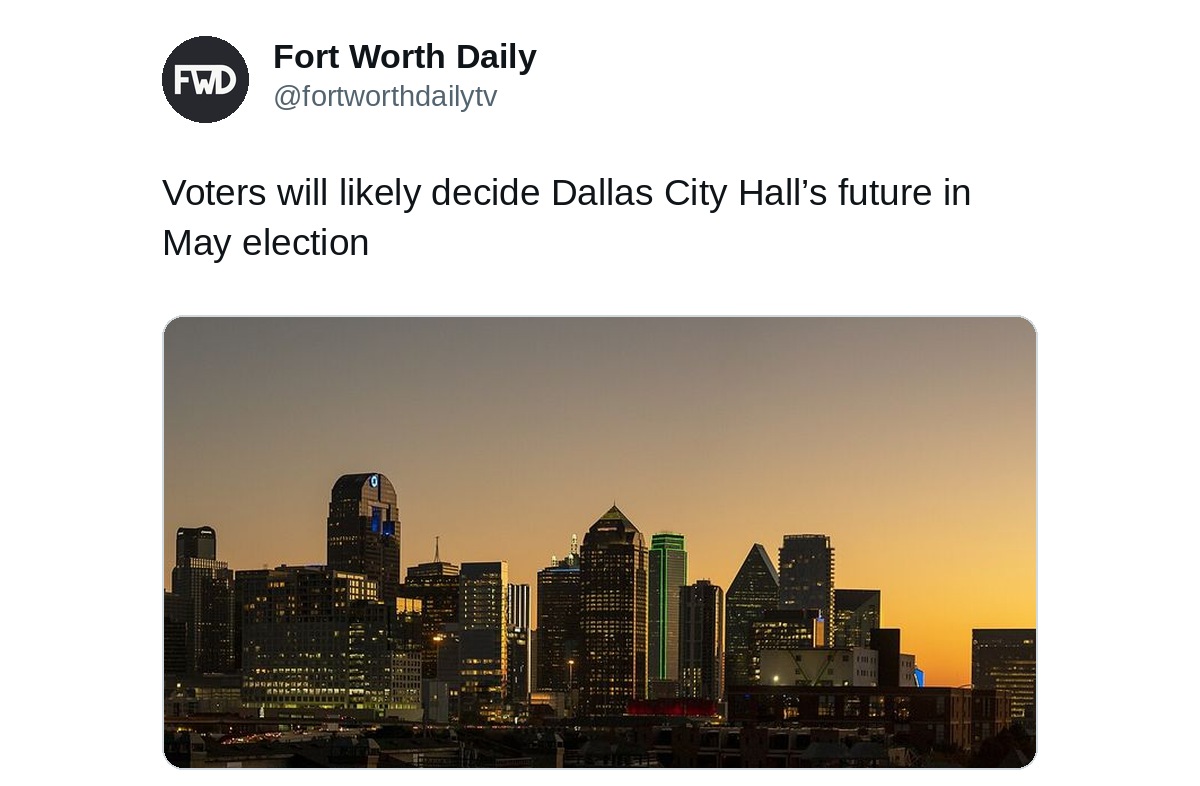 FWD
Fort Worth Daily
@fortworthdailytv
Voters will likely decide Dallas City Hall’s future in
May election